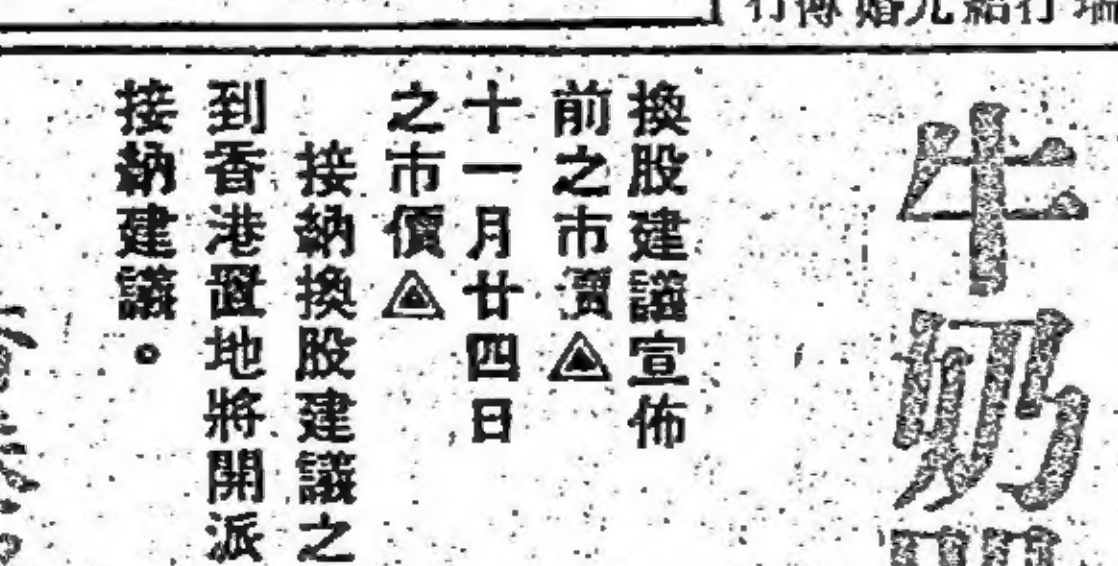 牛奶
換股建議宣佈
前之市價△
十一月廿四日
之市價△
接納換股建議之
到香港置地將開派
接納建議。